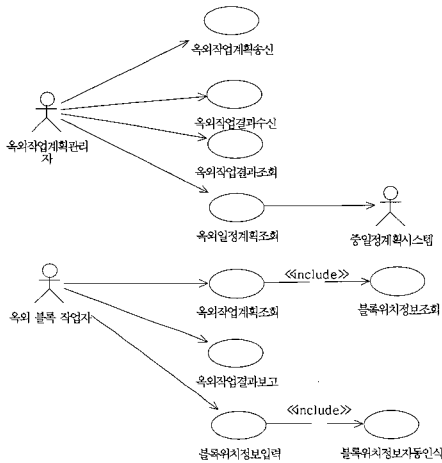 옥외작업계획송신
옥외작업계획관리
자
옥외작업결과수신
옥외작업결과조회
옥외일정계획조회
중일정계획시스템
옥외 블록 작업자
옥외작업계획조회
≪include≫
블록위치정보조회
옥외작업결과보고
블록위치정보입력
≪include≫
블록위치정보자동인식